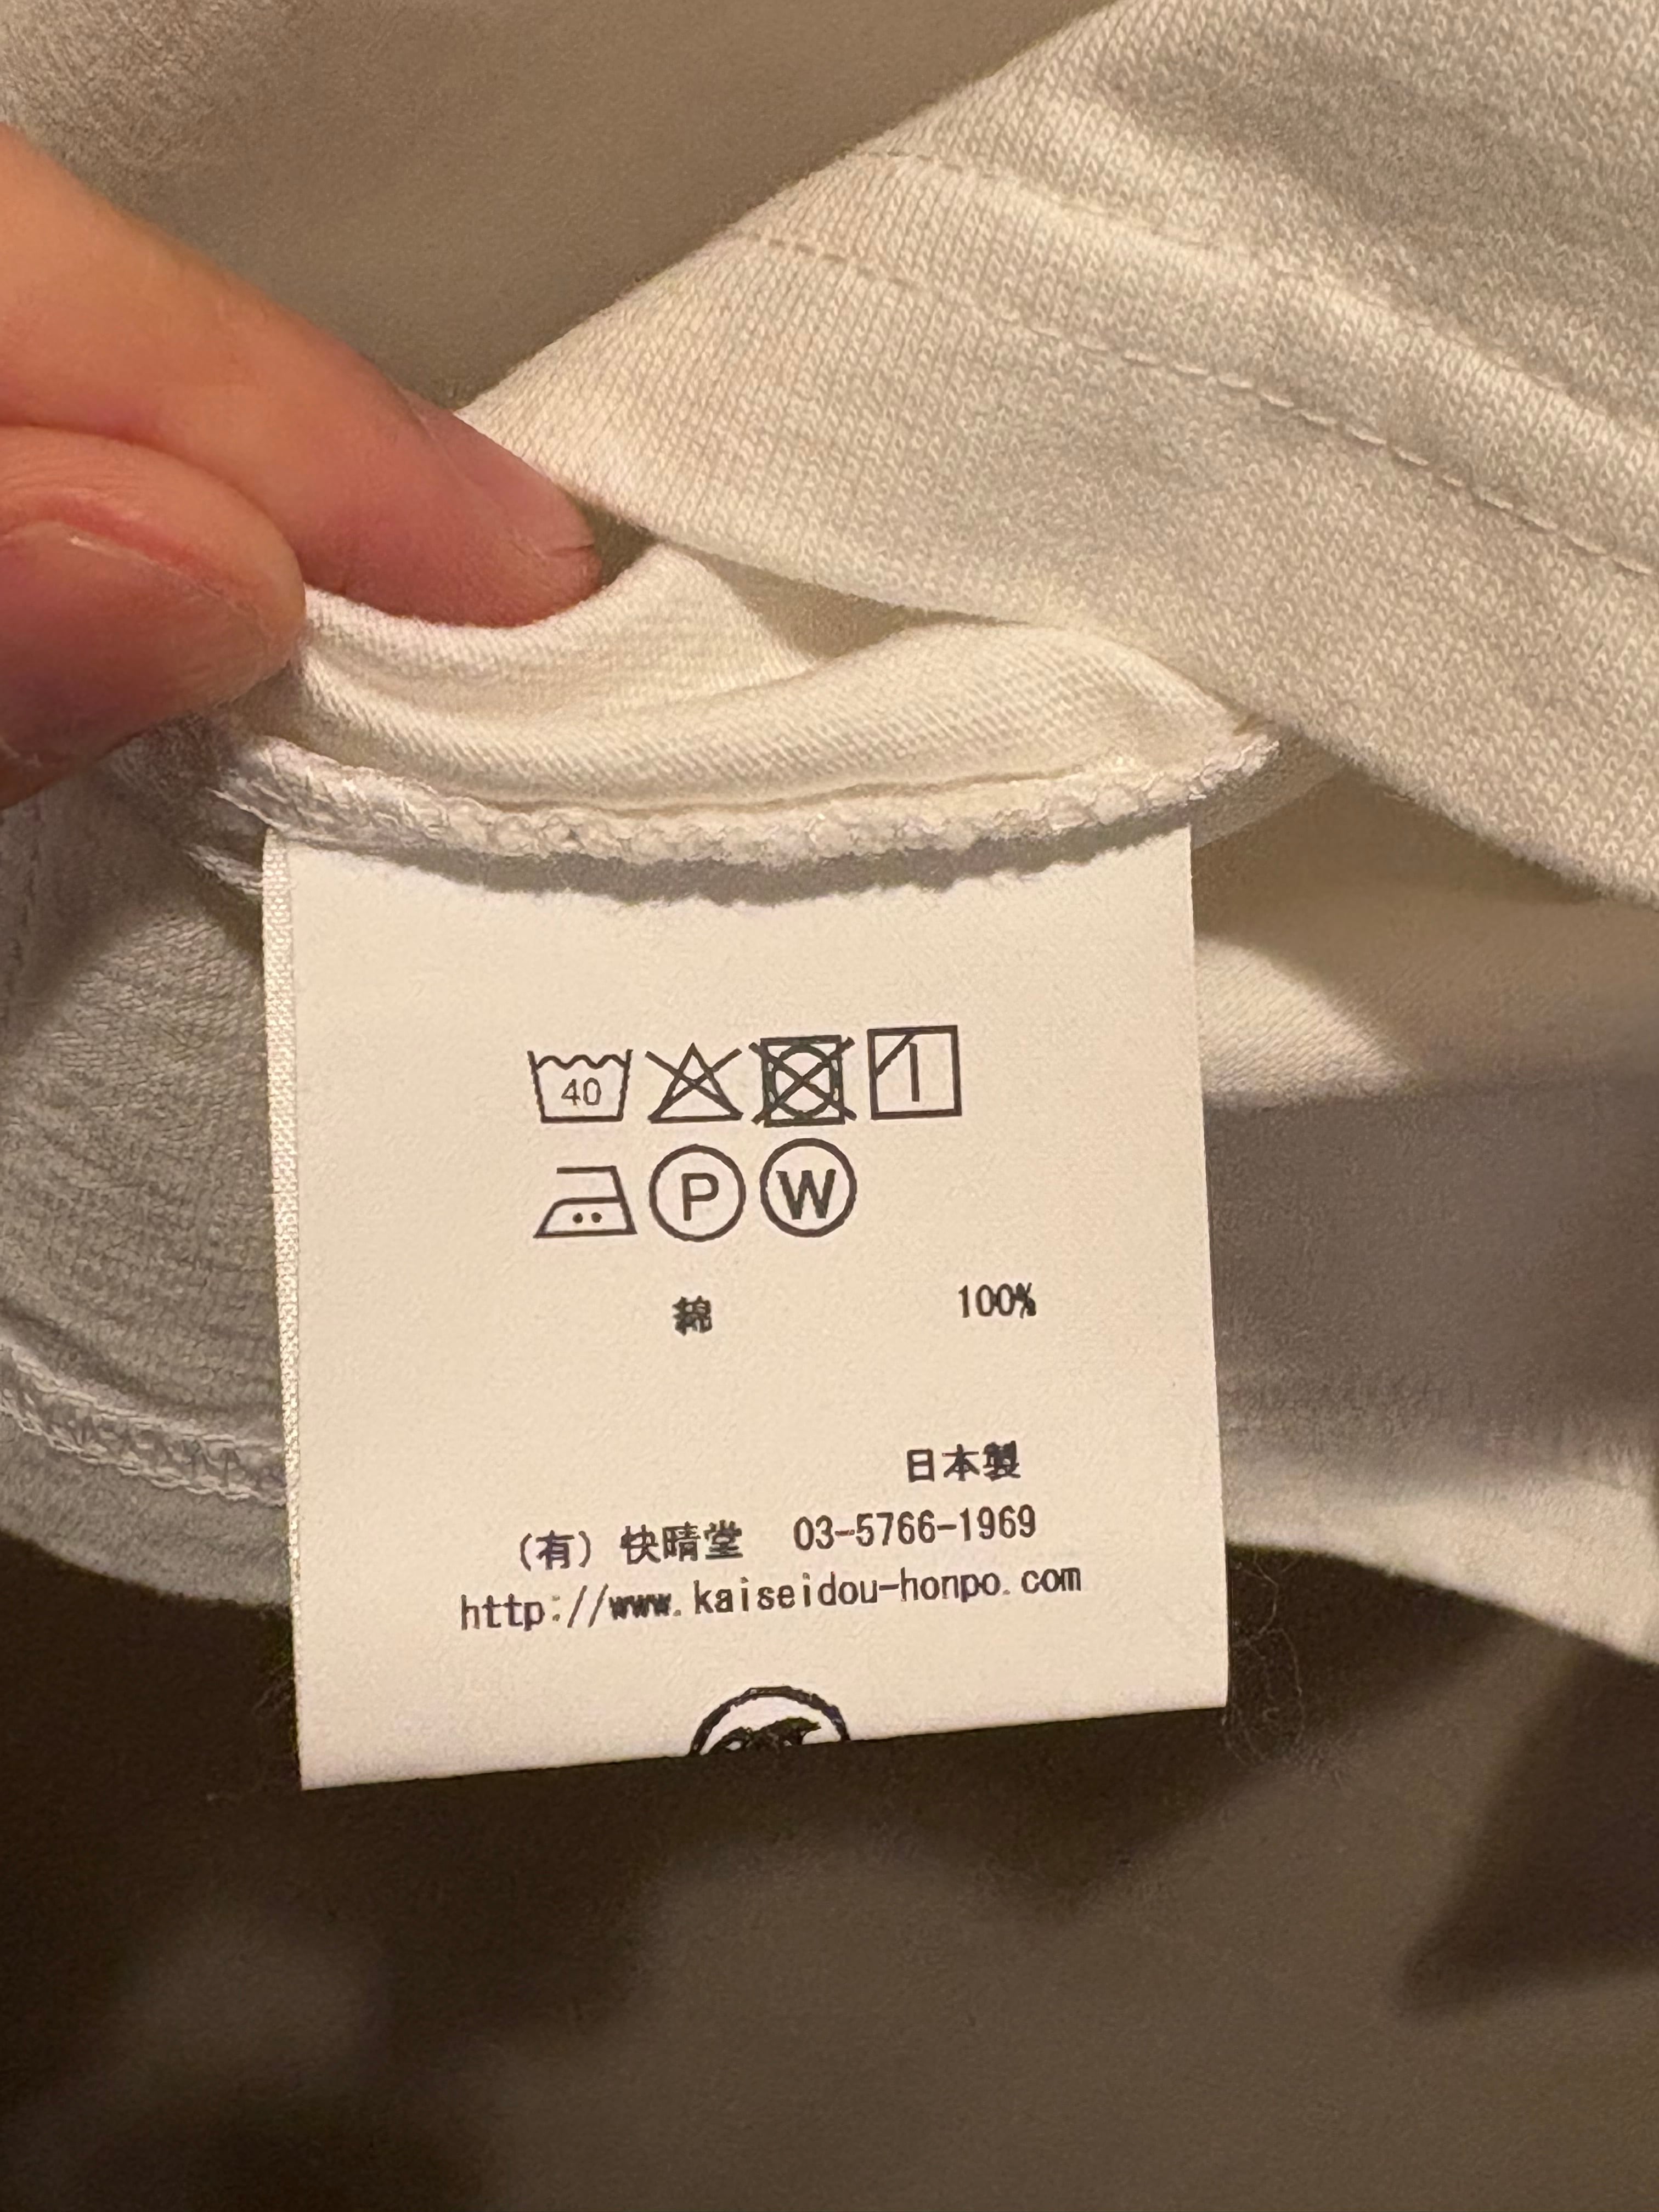 40
P W
綿 100%
日本製
(有) 快晴堂 03-5766-1969
http://www.kaiseidou-honpo.com